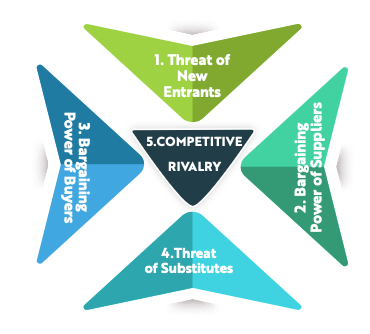 1. Threat of
New
Entrants
2. Bargaining
Power of Suppliers
3. Bargaining
Power of Buyers
4.Threat
of Substitutes
5.COMPETITIVE
RIVALRY